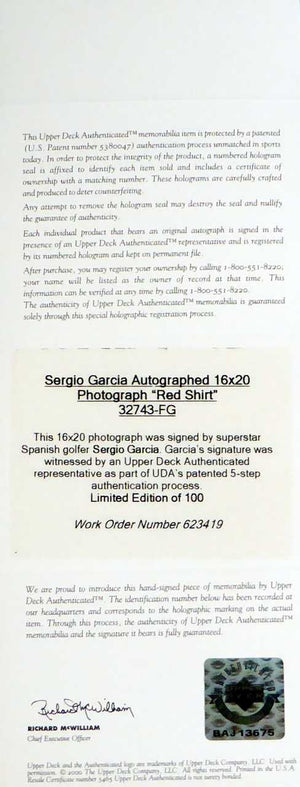 This Upper Deck Authenticated™ memorabilia item is protected by a patented
(U.S. Patent number 5380047) authentication process unmatched in sports
today. In order to protect the integrity of the product, a numbered hologram
seal is affixed to identify each item sold and includes a certificate of
ownership with a matching number. These holograms are carefully crafted
and produced to deter counterfeiting.
Any attempt to remove the hologram seal may destroy the seal and nullify
the guarantee of authenticity.
Each individual product that bears an original autograph is signed in the
presence of an Upper Deck Authenticated™ representative and is registered
by its numbered hologram and kept on permanent file.
After purchase, you may register your ownership by calling 1-800-551-8220;
your name will be listed as the owner of record at that time. This
information can be verified at any time by calling 1-800-551-8220.
The authenticity of Upper Deck Authenticated™ memorabilia is guaranteed
solely through this special holographic registration process.
Sergio Garcia Autographed 16x20
Photograph "Red Shirt"
32743-FG
This 16x20 photograph was signed by superstar
Spanish golfer Sergio Garcia. Garcia's signature was
witnessed by an Upper Deck Authenticated
representative as part of UDA's patented 5-step
authentication process.
Limited Edition of 100
Work Order Number 623419
We are proud to introduce this hand-signed piece of memorabilia by Upper
Deck Authenticated™. The identification number below has been recorded at
our headquarters and corresponds to the holographic marking on the actual
item. Through this process, the authenticity of Upper Deck Authenticated™
memorabilia and the signature it bears is fully guaranteed.
Richard McWilliam
RICHARD McWILLIAM
Chief Executive Officer
BAJ13675
Upper Deck and the Authenticated logo are trademarks of Upper Deck Company, LLC. Used with
permission. © 2000 The Upper Deck Company, LLC. All rights reserved. Printed in the U.S.A.
Resale Certificate number 5465 Upper Deck Authenticated is not surety bonded.